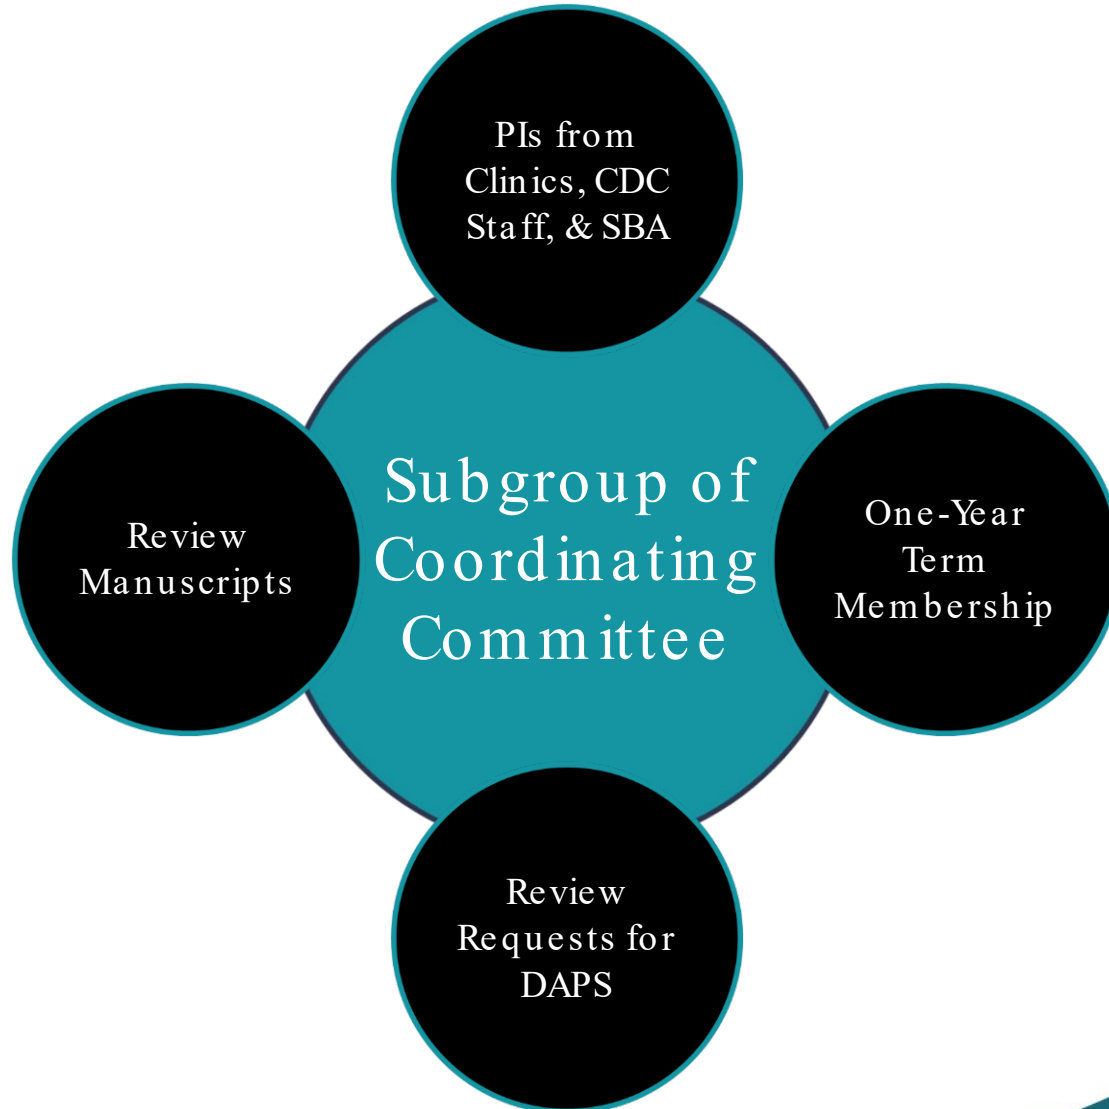 PIs from
Clinics, CDC
Staff, & SBA
Subgroup of
Coordinating
Committee
Review
Manuscripts
One-Year
Term
Membership
Review
Requests for
DAPS